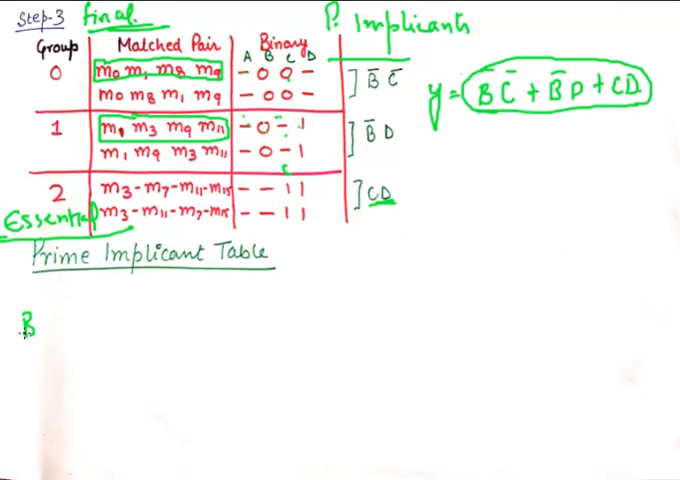 Step-3 final. P. Implicants
Group Matched Pair Binary
A B C D
0 m0 m1 m8 m9 - 0 0 - ] B̅ C̅
m0 m8 m1 m9 - 0 0 -
y = B̅ C̅ + B̅ D + CD
1 m1 m3 m9 m11 - 0 - 1 ] B̅ D
m1 m9 m3 m11 - 0 - 1
2 m3-m7-m11-m15 - - 1 1 ] CD
m3-m11-m7-m15 - - 1 1
Essential
Prime Implicant Table
B